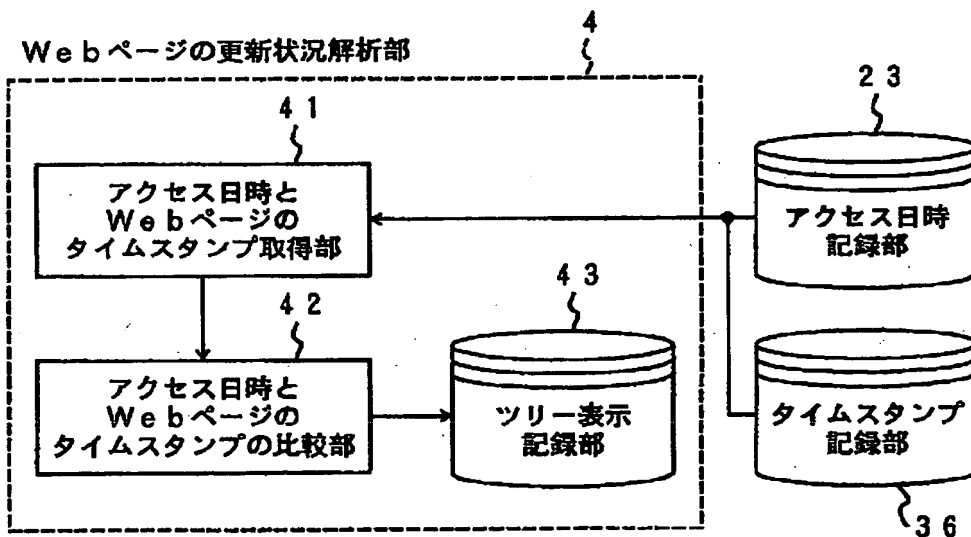 Webページの更新状況解析部
4
23
41
アクセス日時と
Webページの
タイムスタンプ取得部
アクセス日時
記録部
42
アクセス日時と
Webページの
タイムスタンプの比較部
43
ツリー表示
記録部
タイムスタンプ
記録部
36